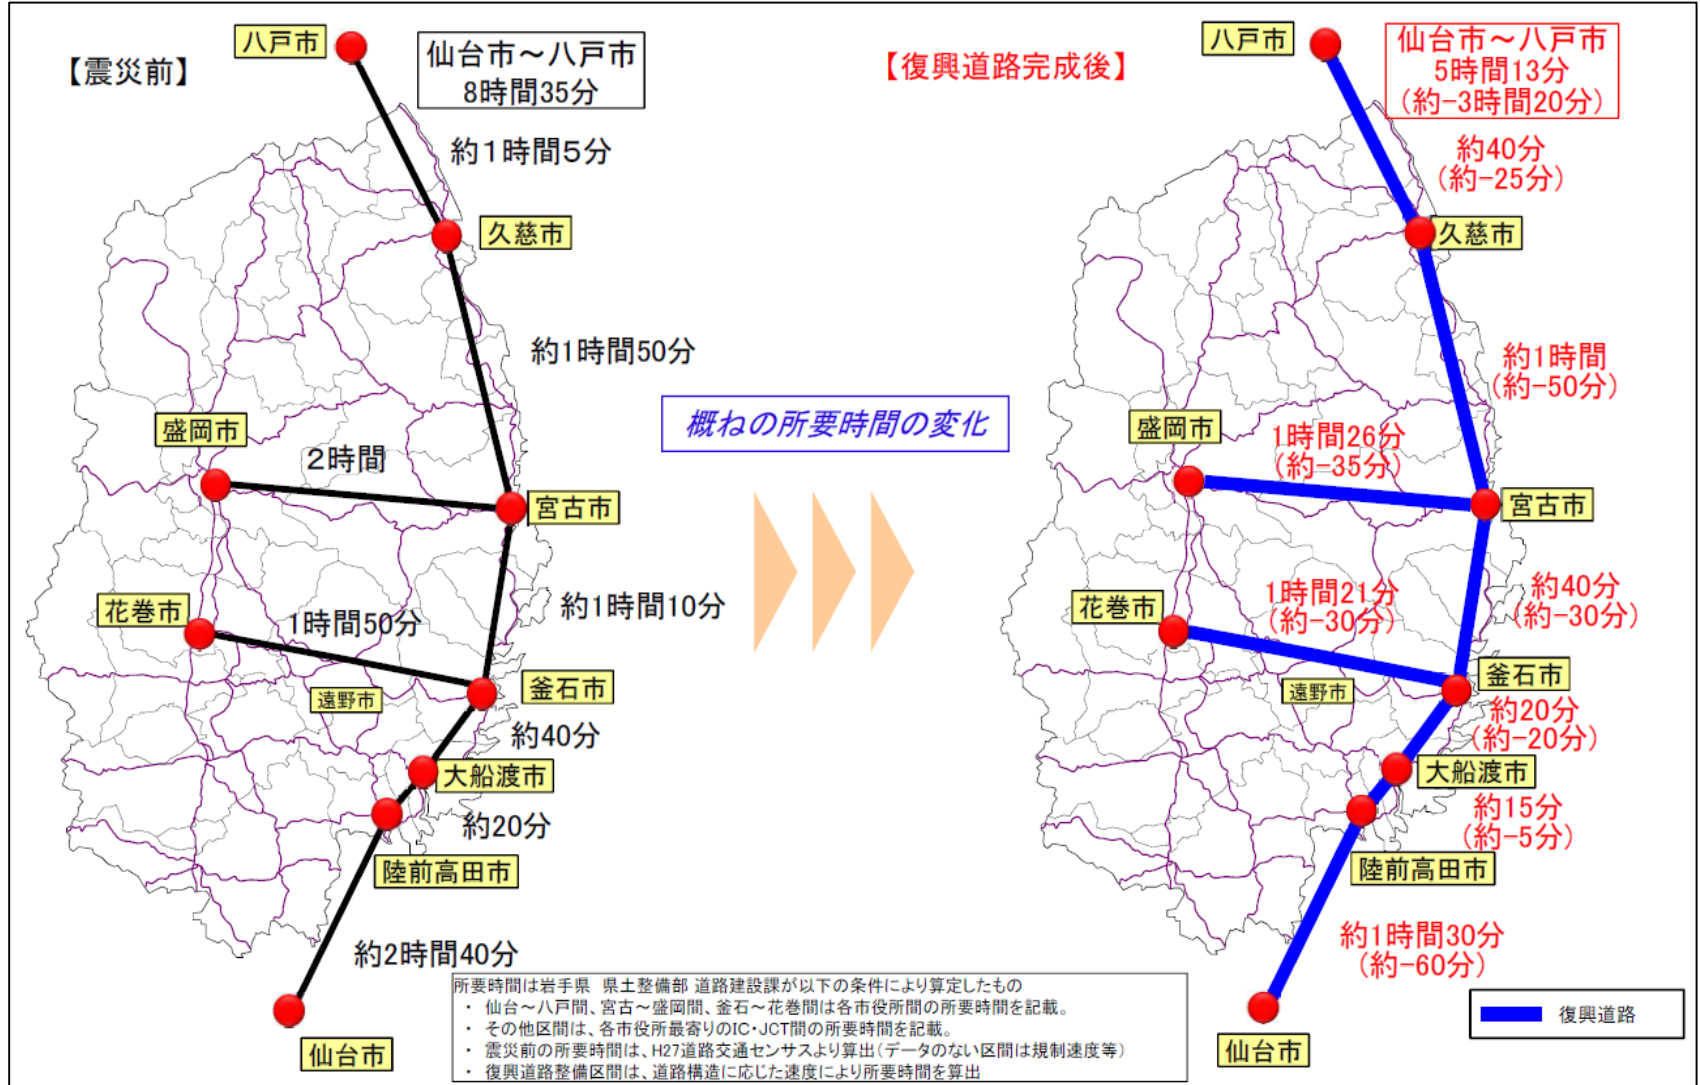 【震災前】
八戸市
仙台市～八戸市
8時間35分
約１時間５分
久慈市
約1時間50分
盛岡市
２時間
宮古市
約1時間10分
花巻市
1時間50分
釜石市
遠野市
約40分
大船渡市
約20分
陸前高田市
約2時間40分
仙台市
概ねの所要時間の変化
【復興道路完成後】
八戸市
仙台市～八戸市
5時間13分
(約-3時間20分)
約40分
(約-25分)
久慈市
約1時間
(約-50分)
盛岡市
1時間26分
(約-35分)
宮古市
約40分
(約-30分)
花巻市
1時間21分
(約-30分)
釜石市
遠野市
約20分
(約-20分)
大船渡市
約15分
(約-5分)
陸前高田市
約1時間30分
(約-60分)
仙台市
復興道路
所要時間は岩手県　県土整備部 道路建設課が以下の条件により算定したもの
・ 仙台～八戸間、宮古～盛岡間、釜石～花巻間は各市役所間の所要時間を記載。
・ その他区間は、各市役所最寄りのIC・JCT間の所要時間を記載。
・ 震災前の所要時間は、H27道路交通センサスより算出(データのない区間は規制速度等)
・ 復興道路整備区間は、道路構造に応じた速度により所要時間を算出